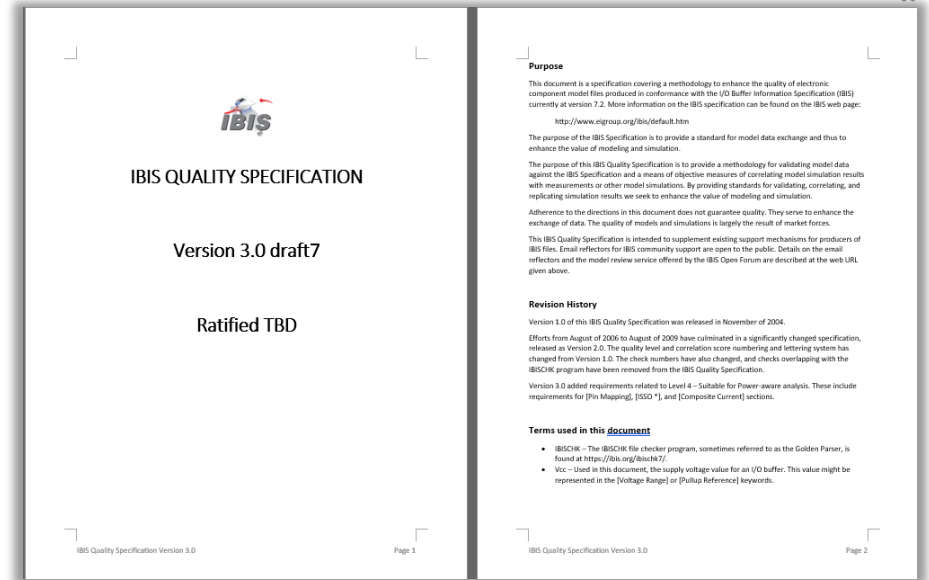 IBIS
IBIS QUALITY SPECIFICATION
Version 3.0 draft7
Ratified TBD
IBIS Quality Specification Version 3.0 Page 1
Purpose
This document is a specification covering a methodology to enhance the quality of electronic
component model files produced in conformance with the I/O Buffer Information Specification (IBIS)
currently at version 7.2. More information on the IBIS specification can be found on the IBIS web page:
http://www.eigroup.org/ibis/default.htm
The purpose of the IBIS Specification is to provide a standard for model data exchange and thus to
enhance the value of modeling and simulation.
The purpose of this IBIS Quality Specification is to provide a methodology for validating model data
against the IBIS Specification and a means of objective measures of correlating model simulation results
with measurements or other model simulations. By providing standards for validating, correlating, and
replicating simulation results we seek to enhance the value of modeling and simulation.
Adherence to the directions in this document does not guarantee quality. They serve to enhance the
exchange of data. The quality of models and simulations is largely the result of market forces.
This IBIS Quality Specification is intended to supplement existing support mechanisms for producers of
IBIS files. Email reflectors for IBIS community support are open to the public. Details on the email
reflectors and the model review service offered by the IBIS Open Forum are described at the web URL
given above.
Revision History
Version 1.0 of this IBIS Quality Specification was released in November of 2004.
Efforts from August of 2006 to August of 2009 have culminated in a significantly changed specification,
released as Version 2.0. The quality level and correlation score numbering and lettering system has
changed from Version 1.0. The check numbers have also changed, and checks overlapping with the
IBISCHK program have been removed from the IBIS Quality Specification.
Version 3.0 added requirements related to Level 4 – Suitable for Power-aware analysis. These include
requirements for [Pin Mapping], [ISSO *], and [Composite Current] sections.
Terms used in this document
• IBISCHK – The IBISCHK file checker program, sometimes referred to as the Golden Parser, is
found at https://ibis.org/ibischk7/.
• Vcc – Used in this document, the supply voltage value for an I/O buffer. This value might be
represented in the [Voltage Range] or [Pullup Reference] keywords.
IBIS Quality Specification Version 3.0 Page 2